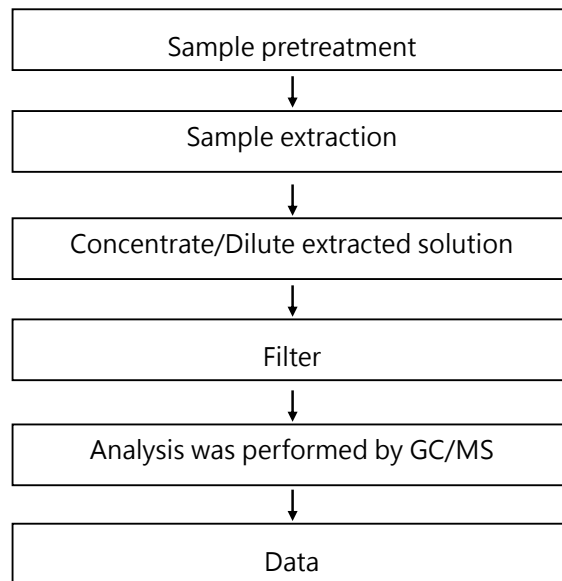 Sample pretreatment
Sample extraction
Concentrate/Dilute extracted solution
Filter
Analysis was performed by GC/MS
Data